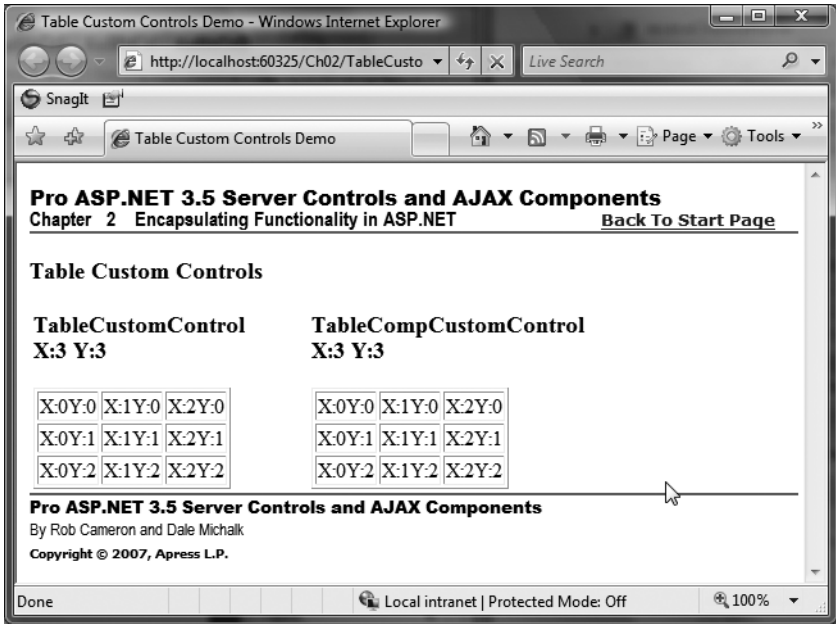 Table Custom Controls Demo - Windows Internet Explorer
http://localhost:60325/Ch02/TableCusto
Live Search
SnagIt
Table Custom Controls Demo
Page
Tools
»
Pro ASP.NET 3.5 Server Controls and AJAX Components
Chapter 2 Encapsulating Functionality in ASP.NET
Back To Start Page
Table Custom Controls
TableCustomControl TableCompCustomControl
X:3 Y:3 X:3 Y:3
X:0Y:0 X:1Y:0 X:2Y:0 X:0Y:0 X:1Y:0 X:2Y:0
X:0Y:1 X:1Y:1 X:2Y:1 X:0Y:1 X:1Y:1 X:2Y:1
X:0Y:2 X:1Y:2 X:2Y:2 X:0Y:2 X:1Y:2 X:2Y:2
Pro ASP.NET 3.5 Server Controls and AJAX Components
By Rob Cameron and Dale Michalk
Copyright © 2007, Apress L.P.
Done
Local intranet | Protected Mode: Off
100%